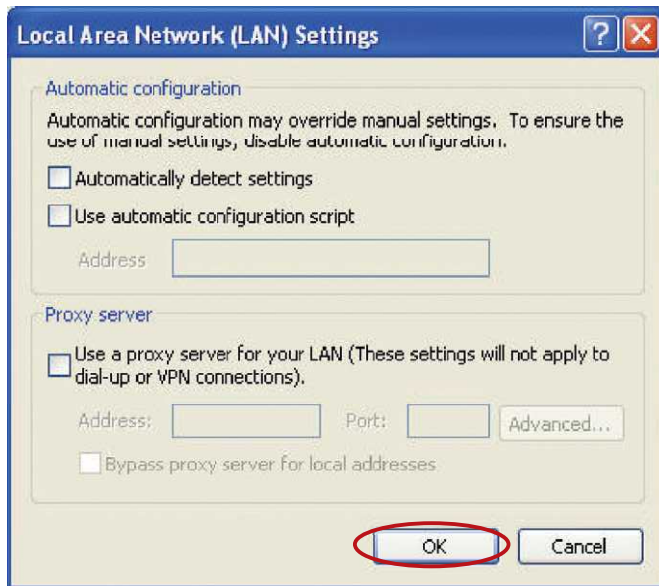 Local Area Network (LAN) Settings
Automatic configuration
Automatic configuration may override manual settings. To ensure the
use of manual settings, disable automatic configuration.
Automatically detect settings
Use automatic configuration script
Address
Proxy server
Use a proxy server for your LAN (These settings will not apply to
dial-up or VPN connections).
Address:
Port:
Advanced...
Bypass proxy server for local addresses
OK
Cancel